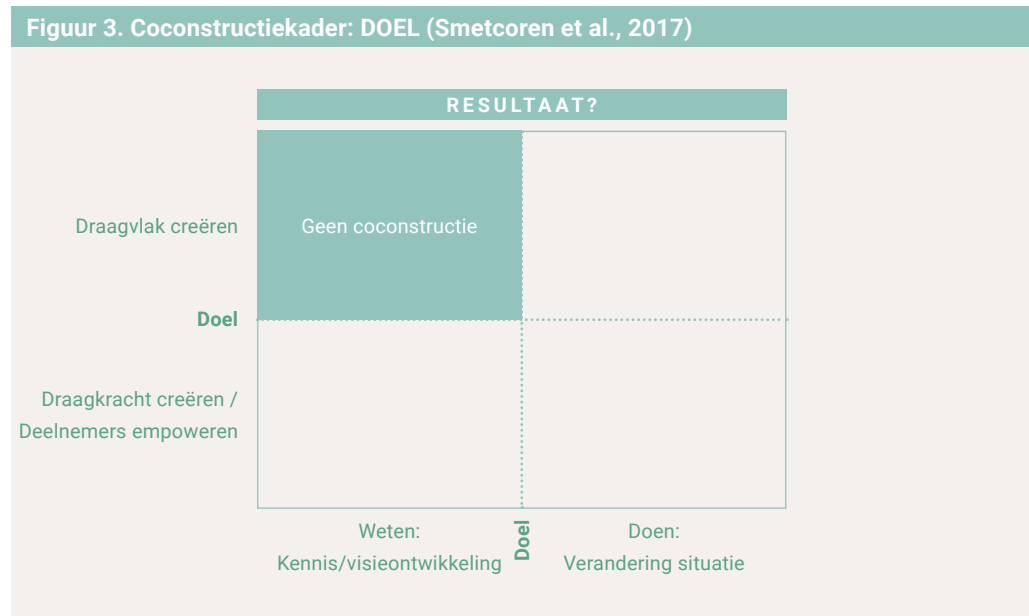 Figuur 3. Coconstructiekader: DOEL (Smetcoren et al., 2017)
RESULTAAT?
Draagvlak creëren
Geen coconstructie
Doel
Draagkracht creëren /
Deelnemers empoweren
Weten:
Kennis/visieontwikkeling
Doel
Doen:
Verandering situatie